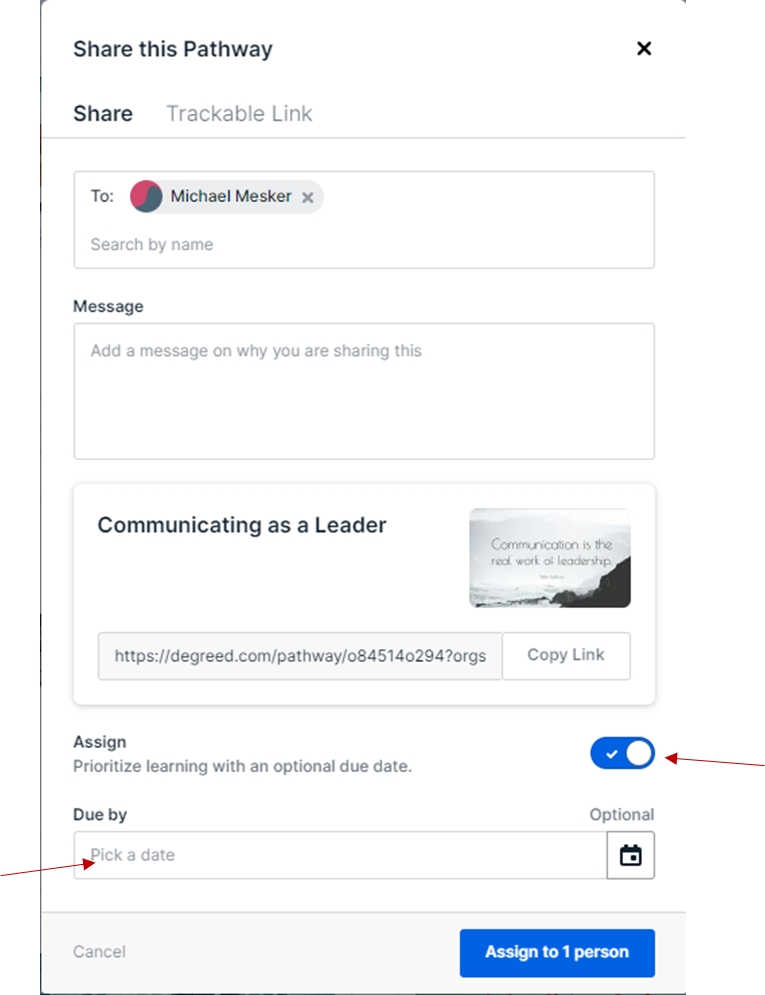 Share this Pathway
Share Trackable Link
To: Michael Mesker
Search by name
Message
Add a message on why you are sharing this
Communicating as a Leader
Communication is the
real work of leadership.
https://degreed.com/pathway/o84514o294?orgs
Copy Link
Assign
Prioritize learning with an optional due date.
Due by
Optional
Pick a date
Cancel
Assign to 1 person